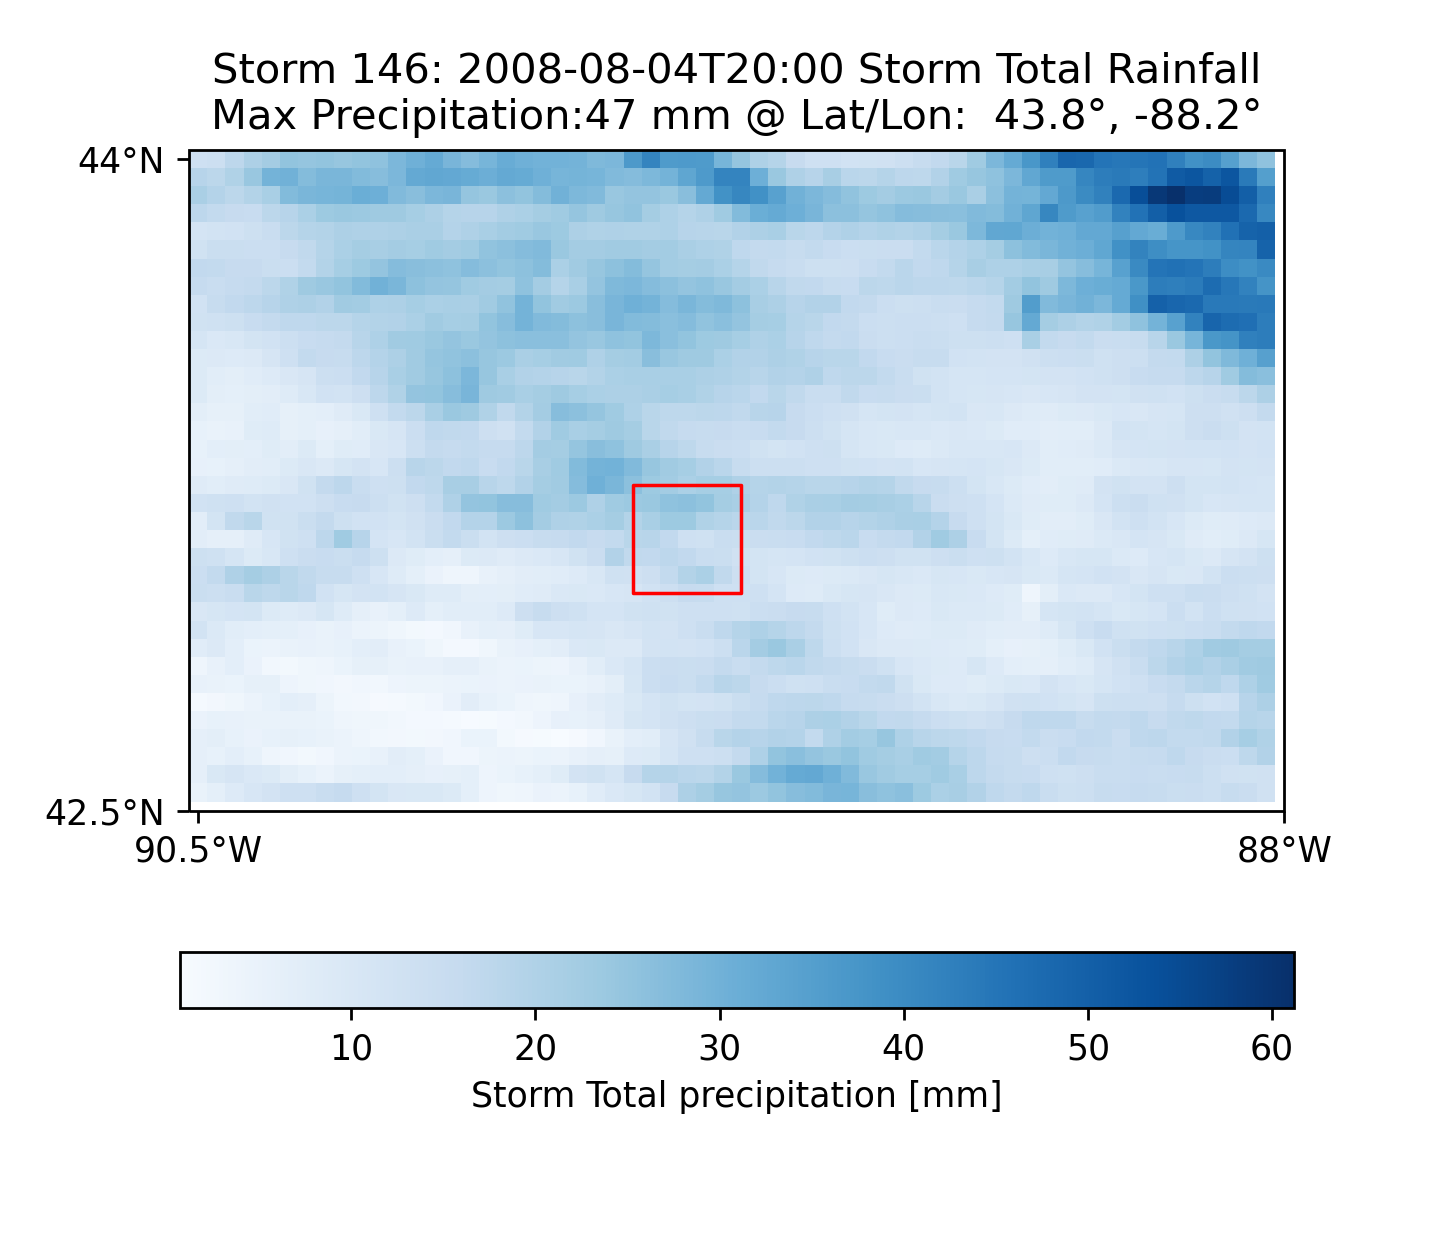 Storm 146: 2008-08-04T20:00 Storm Total Rainfall
Max Precipitation:47 mm @ Lat/Lon:  43.8°, -88.2°
44°N
42.5°N
90.5°W 88°W
10 20 30 40 50 60
Storm Total precipitation [mm]